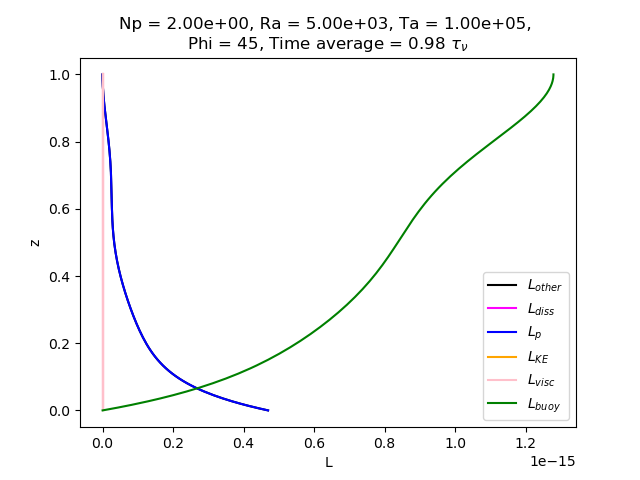 Np = 2.00e+00, Ra = 5.00e+03, Ta = 1.00e+05,
Phi = 45, Time average = 0.98 τ_ν
1.0
0.8
0.6
0.4
0.2
0.0
z
L_other
L_diss
L_p
L_KE
L_visc
L_buoy
0.0 0.2 0.4 0.6 0.8 1.0 1.2
L
1e−15